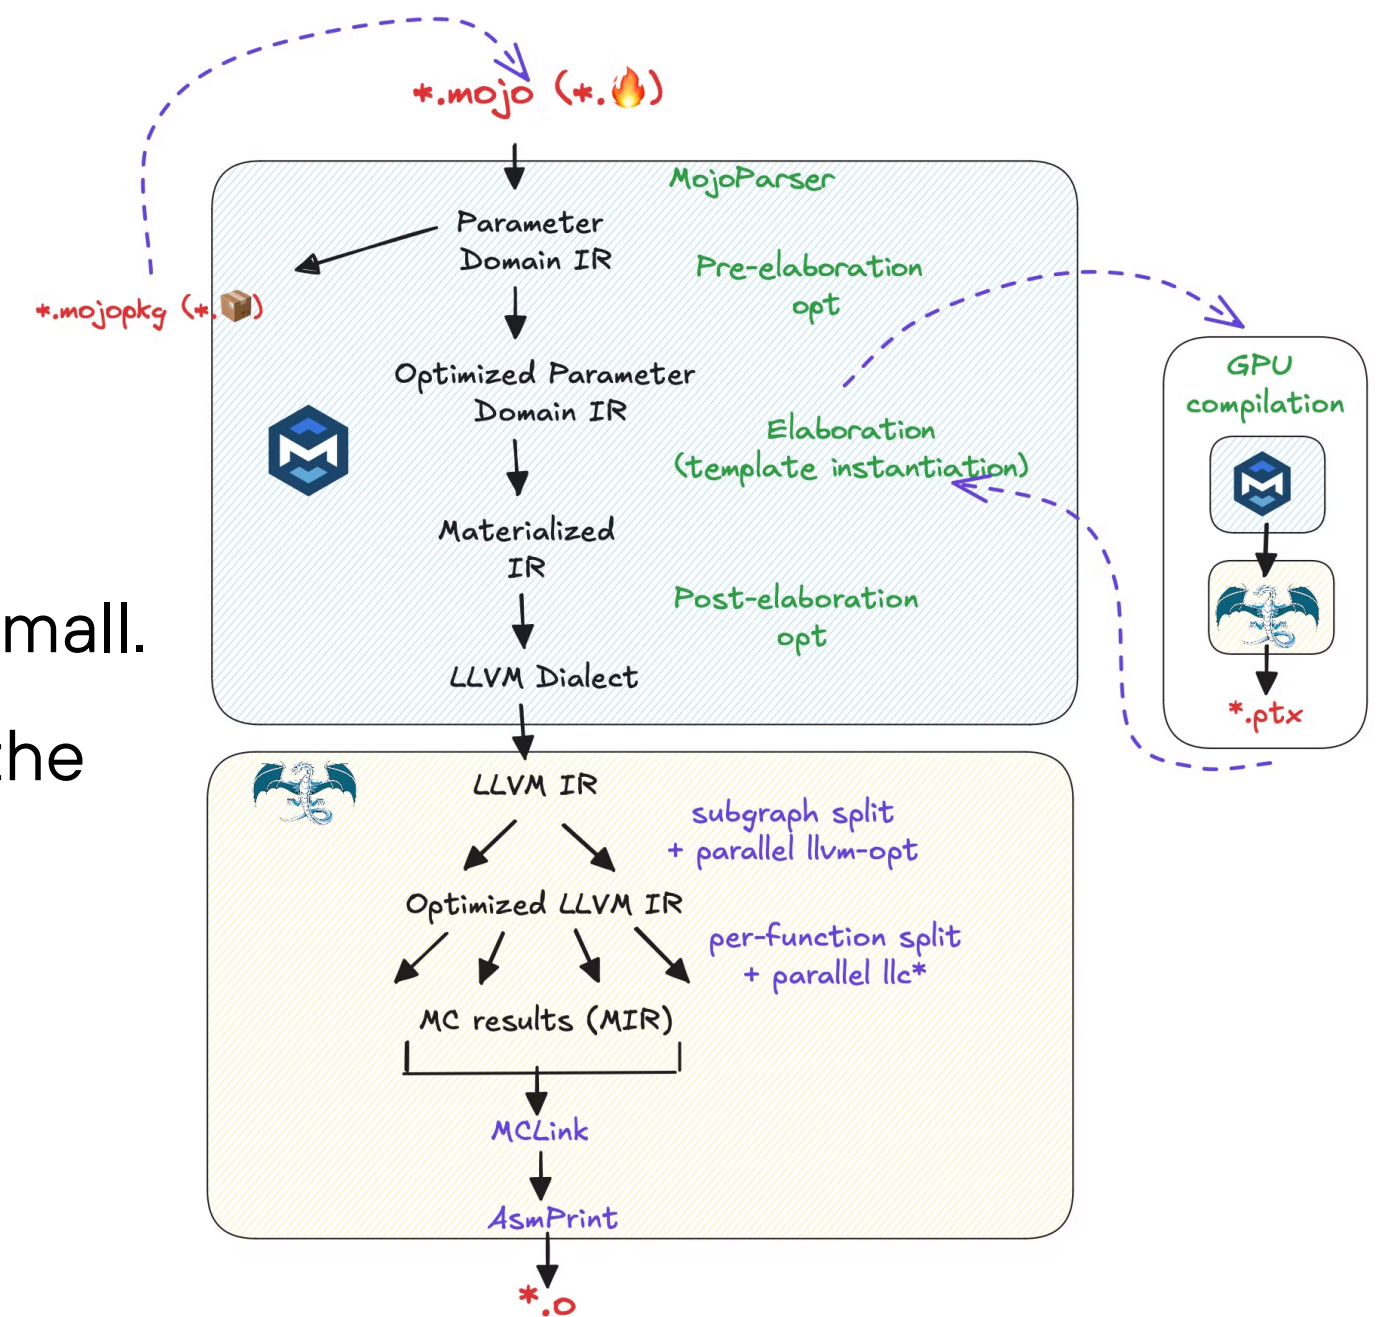 *.mojo (*.🔥)
MojoParser
Parameter
Domain IR
Pre-elaboration
opt
*.mojopkg (*.📦)
Optimized Parameter
Domain IR
Elaboration
(template instantiation)
Materialized
IR
Post-elaboration
opt
LLVM Dialect
GPU
compilation
*.ptx
mall.
the
LLVM IR
subgraph split
+ parallel llvm-opt
Optimized LLVM IR
per-function split
+ parallel llc*
MC results (MIR)
MCLink
AsmPrint
*.o